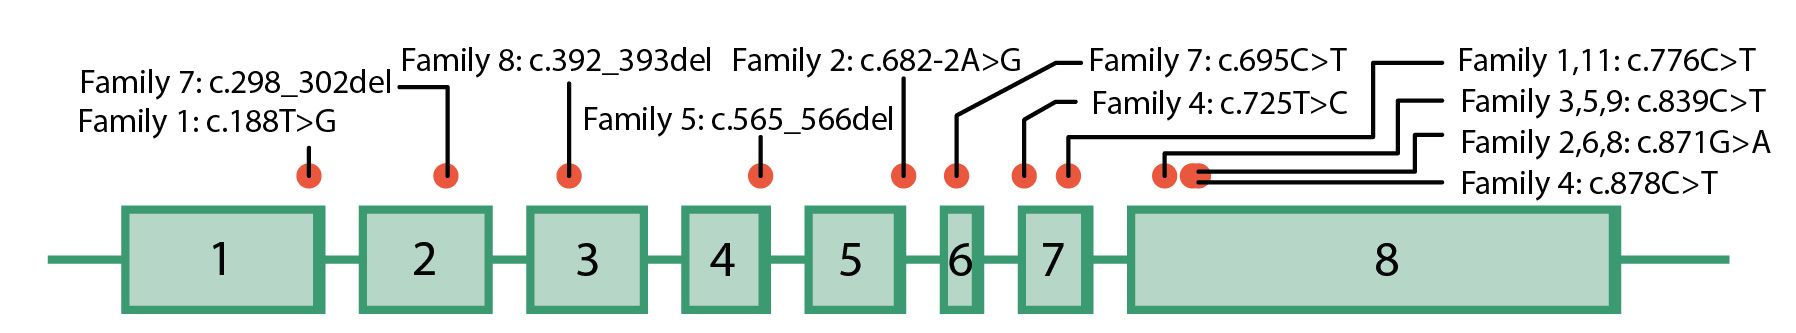 Family 7: c.298_302del
Family 1: c.188T>G
Family 8: c.392_393del
Family 5: c.565_566del
Family 2: c.682-2A>G
Family 7: c.695C>T
Family 4: c.725T>C
Family 1,11: c.776C>T
Family 3,5,9: c.839C>T
Family 2,6,8: c.871G>A
Family 4: c.878C>T
1 2 3 4 5 6 7 8